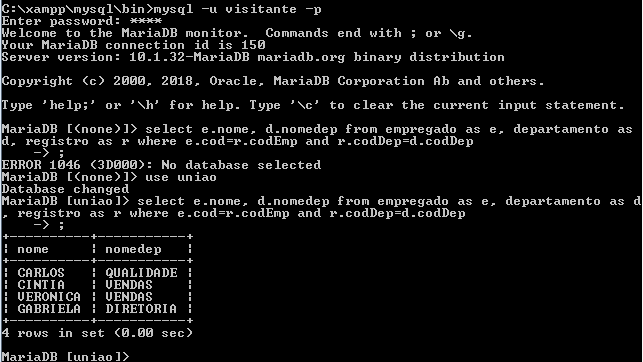 C:\xampp\mysql\bin>mysql -u visitante -p
Enter password: ****
Welcome to the MariaDB monitor.  Commands end with ; or \g.
Your MariaDB connection id is 150
Server version: 10.1.32-MariaDB mariadb.org binary distribution

Copyright (c) 2000, 2018, Oracle, MariaDB Corporation Ab and others.

Type 'help;' or '\h' for help. Type '\c' to clear the current input statement.

MariaDB [(none)]> select e.nome, d.nomedep from empregado as e, departamento as
d, registro as r where e.cod=r.codEmp and r.codDep=d.codDep
    -> ;
ERROR 1046 (3D000): No database selected
MariaDB [(none)]> use uniao
Database changed
MariaDB [uniao]> select e.nome, d.nomedep from empregado as e, departamento as d
, registro as r where e.cod=r.codEmp and r.codDep=d.codDep
    -> ;
+----------+-----------+
| nome     | nomedep   |
+----------+-----------+
| CARLOS   | QUALIDADE |
| CINTIA   | VENDAS    |
| VERONICA | VENDAS    |
| GABRIELA | DIRETORIA |
+----------+-----------+
4 rows in set (0.00 sec)

MariaDB [uniao]>